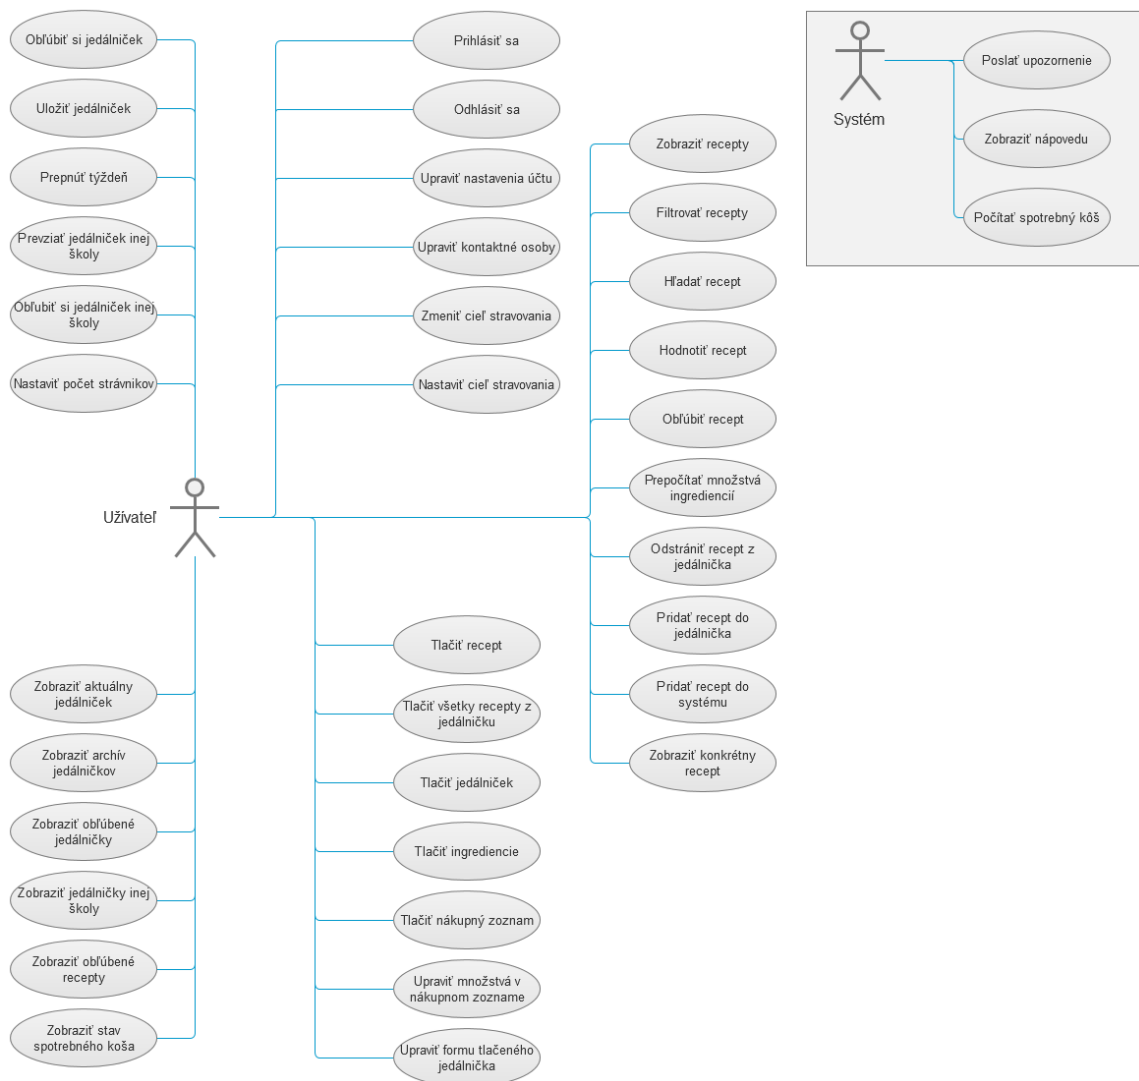 Obľúbiť si jedálniček
Uložiť jedálniček
Prepnúť týždeň
Prevziať jedálniček inej
školy
Obľubiť si jedálniček inej
školy
Nastaviť počet strávnikov
Prihlásiť sa
Odhlásiť sa
Upraviť nastavenia účtu
Upraviť kontaktné osoby
Zmeniť cieľ stravovania
Nastaviť cieľ stravovania
Zobraziť recepty
Filtrovať recepty
Hľadať recept
Hodnotiť recept
Obľúbiť recept
Prepočítať množstvá
ingrediencií
Odstrániť recept z
jedálnička
Pridať recept do
jedálnička
Pridať recept do
systému
Zobraziť konkrétny
recept
Systém
Poslať upozornenie
Zobraziť nápovedu
Počítať spotrebný kôš
Užívateľ
Zobraziť aktuálny
jedálniček
Zobraziť archív
jedálničkov
Zobraziť obľúbené
jedálničky
Zobraziť jedálničky inej
školy
Zobraziť obľúbené
recepty
Zobraziť stav
spotrebného koša
Tlačiť recept
Tlačiť všetky recepty z
jedálničku
Tlačiť jedálniček
Tlačiť ingrediencie
Tlačiť nákupný zoznam
Upraviť množstvá v
nákupnom zozname
Upraviť formu tlačeného
jedálnička